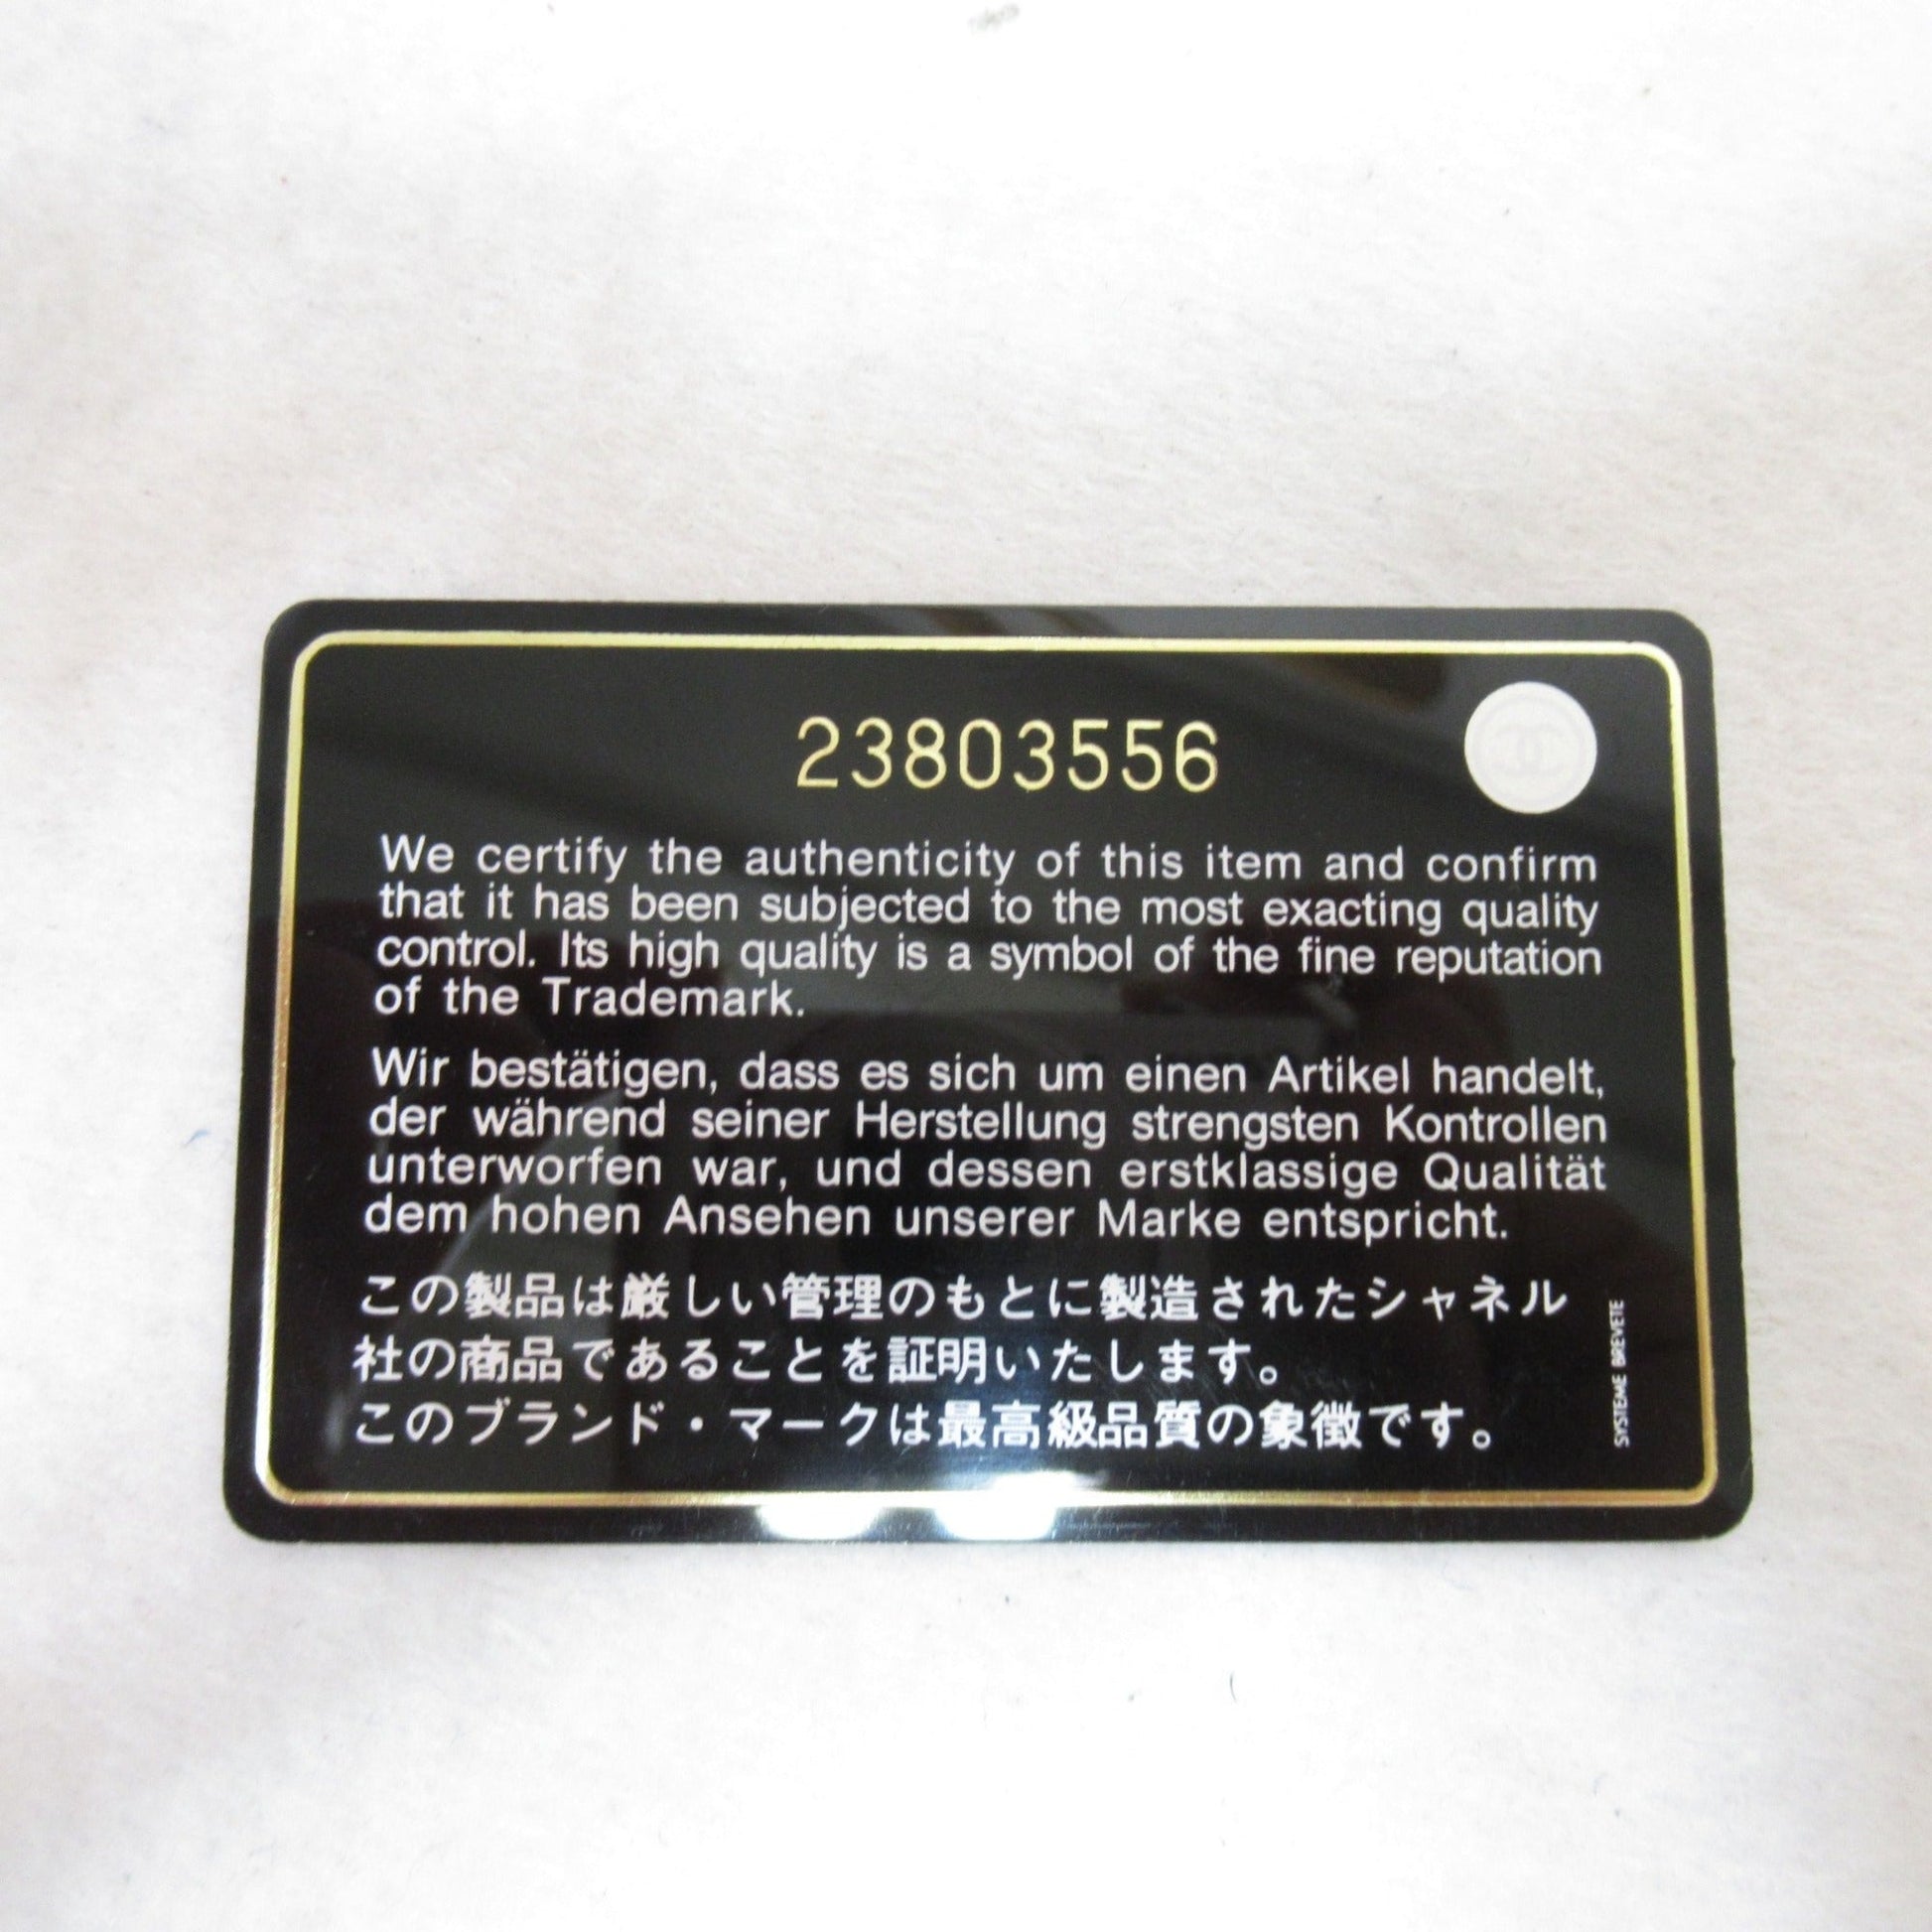 23803556
We certify the authenticity of this item and confirm
that it has been subjected to the most exacting quality
control. Its high quality is a symbol of the fine reputation
of the Trademark.
Wir bestätigen, dass es sich um einen Artikel handelt,
der während seiner Herstellung strengsten Kontrollen
unterworfen war, und dessen erstklassige Qualität
dem hohen Ansehen unserer Marke entspricht.
この製品は厳しい管理のもとに製造されたシャネル
社の商品であることを証明いたします。
このブランド・マークは最高級品質の象徴です。
SYSTEME BREVETE